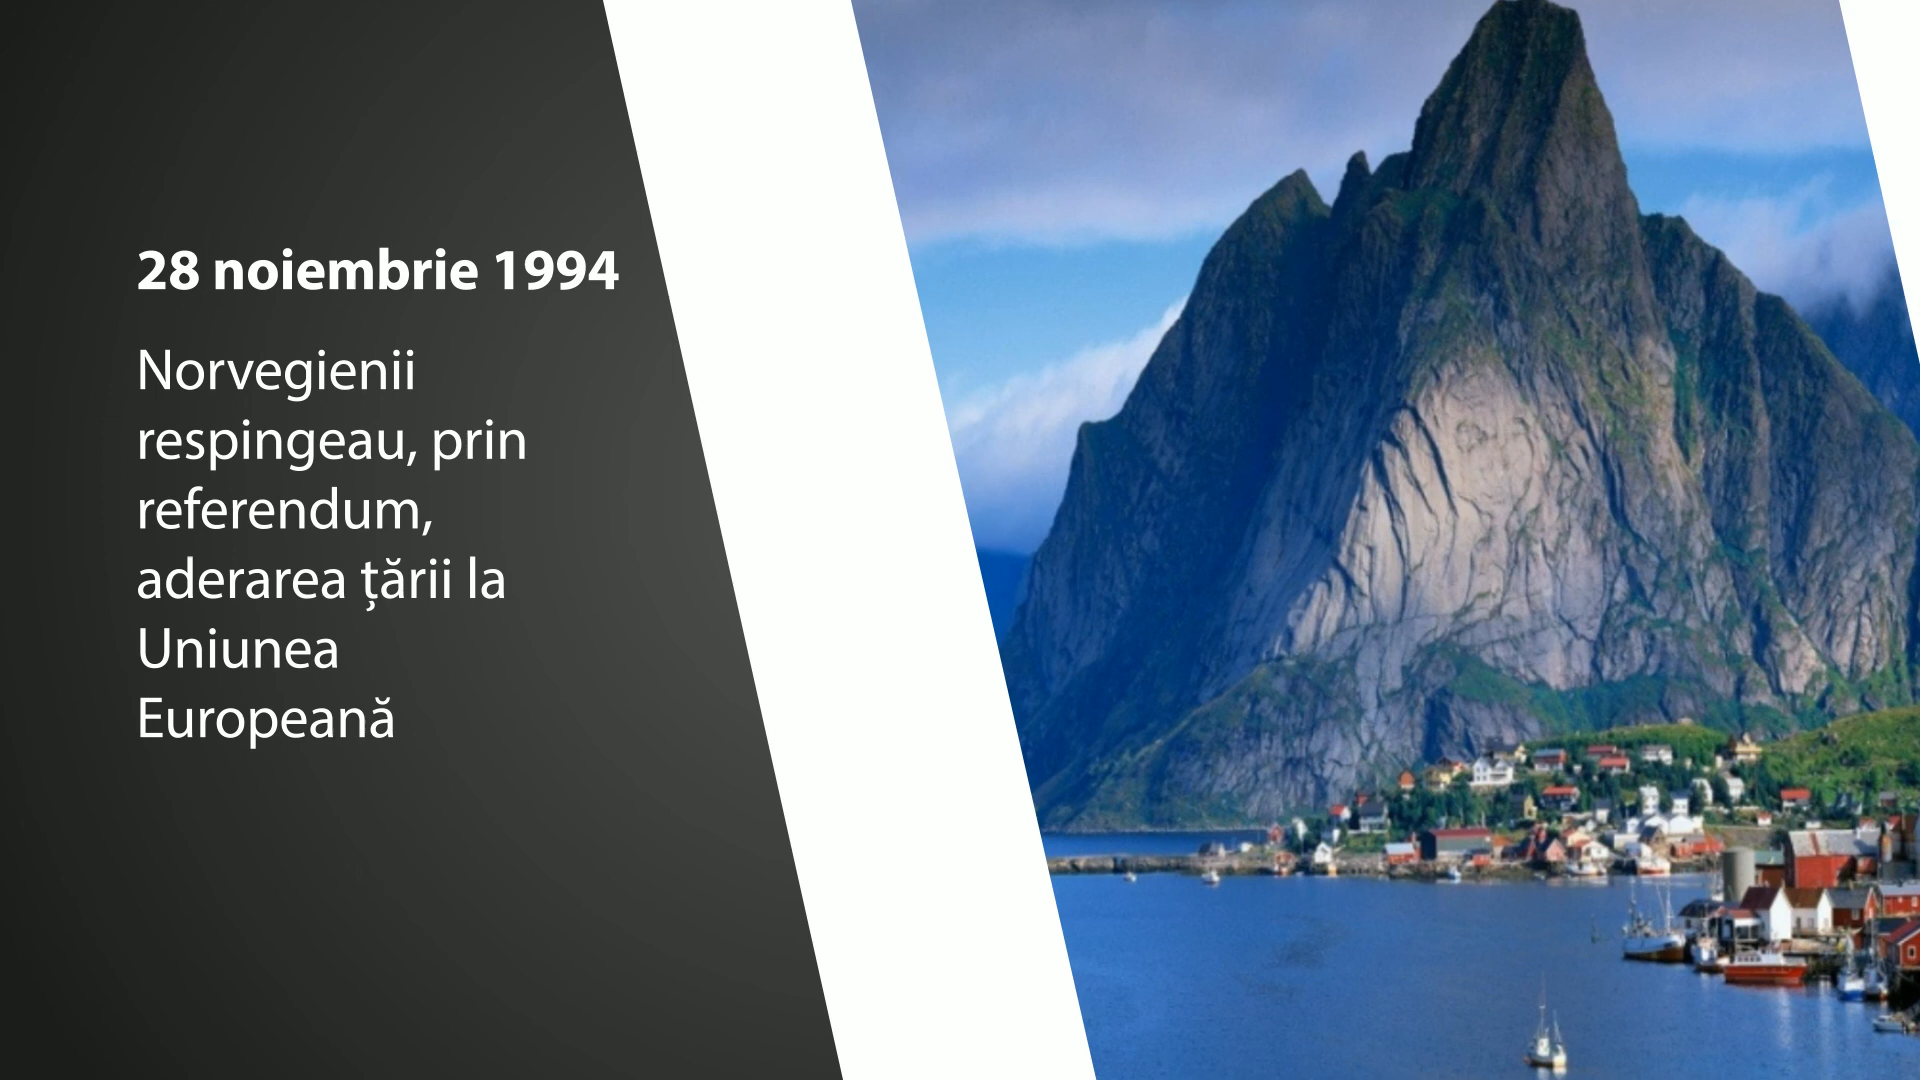 28 noiembrie 1994
Norvegienii
respingeau, prin
referendum,
aderarea țării la
Uniunea
Europeană